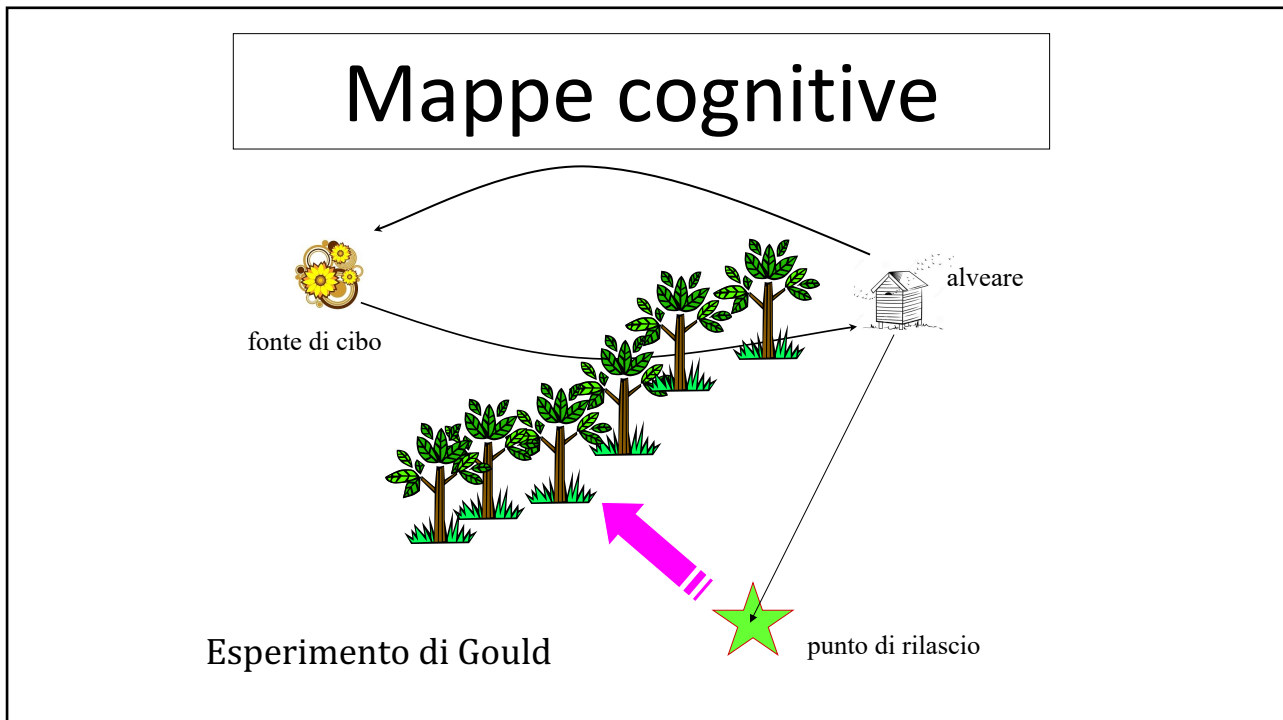 Mappe cognitive
alveare
fonte di cibo
punto di rilascio
Esperimento di Gould